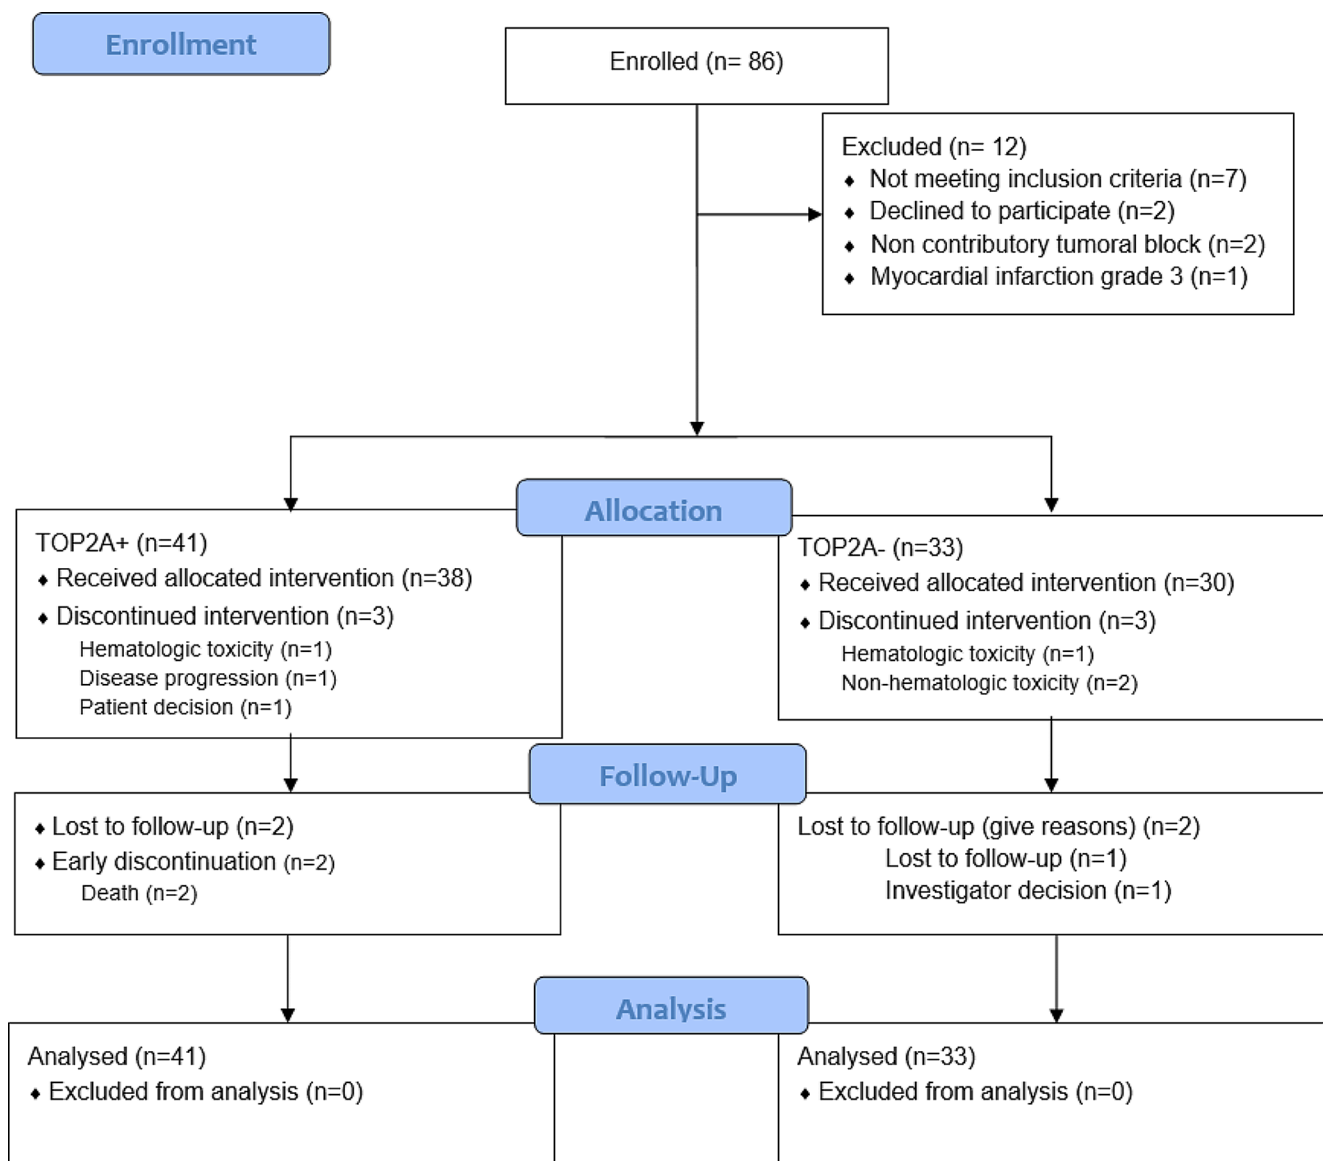 Enrollment
Enrolled (n= 86)
Excluded (n= 12)
♦ Not meeting inclusion criteria (n=7)
♦ Declined to participate (n=2)
♦ Non contributory tumoral block (n=2)
♦ Myocardial infarction grade 3 (n=1)
Allocation
TOP2A+ (n=41)
♦ Received allocated intervention (n=38)
♦ Discontinued intervention (n=3)
Hematologic toxicity (n=1)
Disease progression (n=1)
Patient decision (n=1)
TOP2A- (n=33)
♦ Received allocated intervention (n=30)
♦ Discontinued intervention (n=3)
Hematologic toxicity (n=1)
Non-hematologic toxicity (n=2)
Follow-Up
♦ Lost to follow-up (n=2)
♦ Early discontinuation (n=2)
Death (n=2)
Lost to follow-up (give reasons) (n=2)
Lost to follow-up (n=1)
Investigator decision (n=1)
Analysis
Analysed (n=41)
♦ Excluded from analysis (n=0)
Analysed (n=33)
♦ Excluded from analysis (n=0)